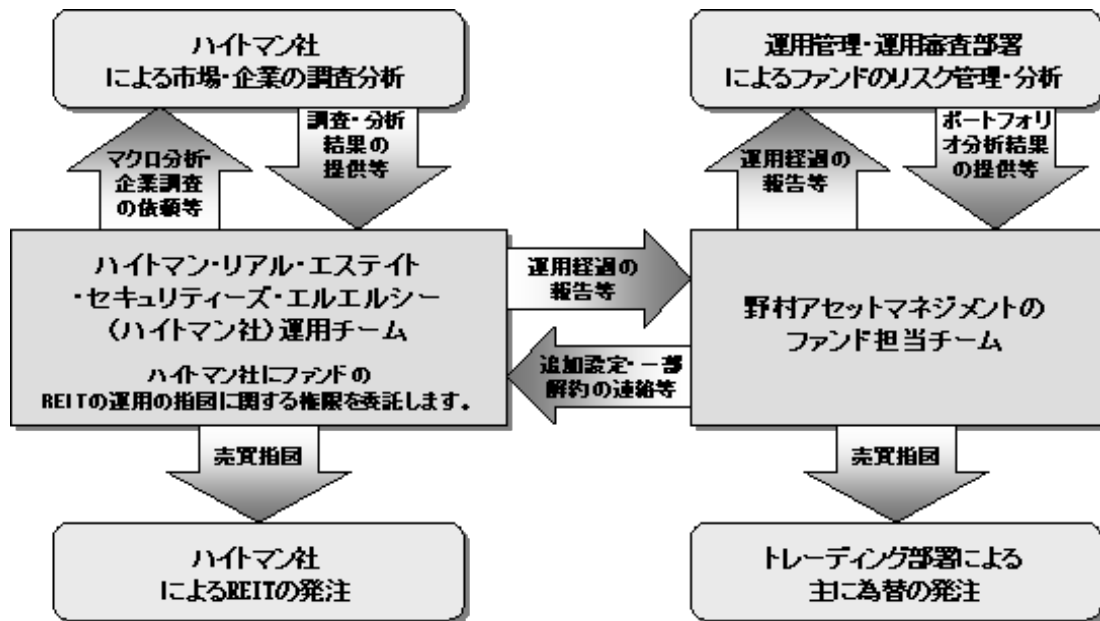 ハイトマン社
による市場・企業の調査分析
運用管理・運用審査部署
によるファンドのリスク管理・分析
マクロ分析・
企業調査
の依頼等
調査・分析
結果の
提供等
運用経過の
報告等
ポートフォリ
オ分析結果
の提供等
ハイトマン・リアル・エステイト
・セキュリティーズ・エルエルシー
（ハイトマン社）運用チーム
ハイトマン社にファンドの
REITの運用の指図に関する権限を委託します。
運用経過の
報告等
追加設定・一部
解約の連絡等
野村アセットマネジメントの
ファンド担当チーム
売買指図
売買指図
ハイトマン社
によるREITの発注
トレーディング部署による
主に為替の発注